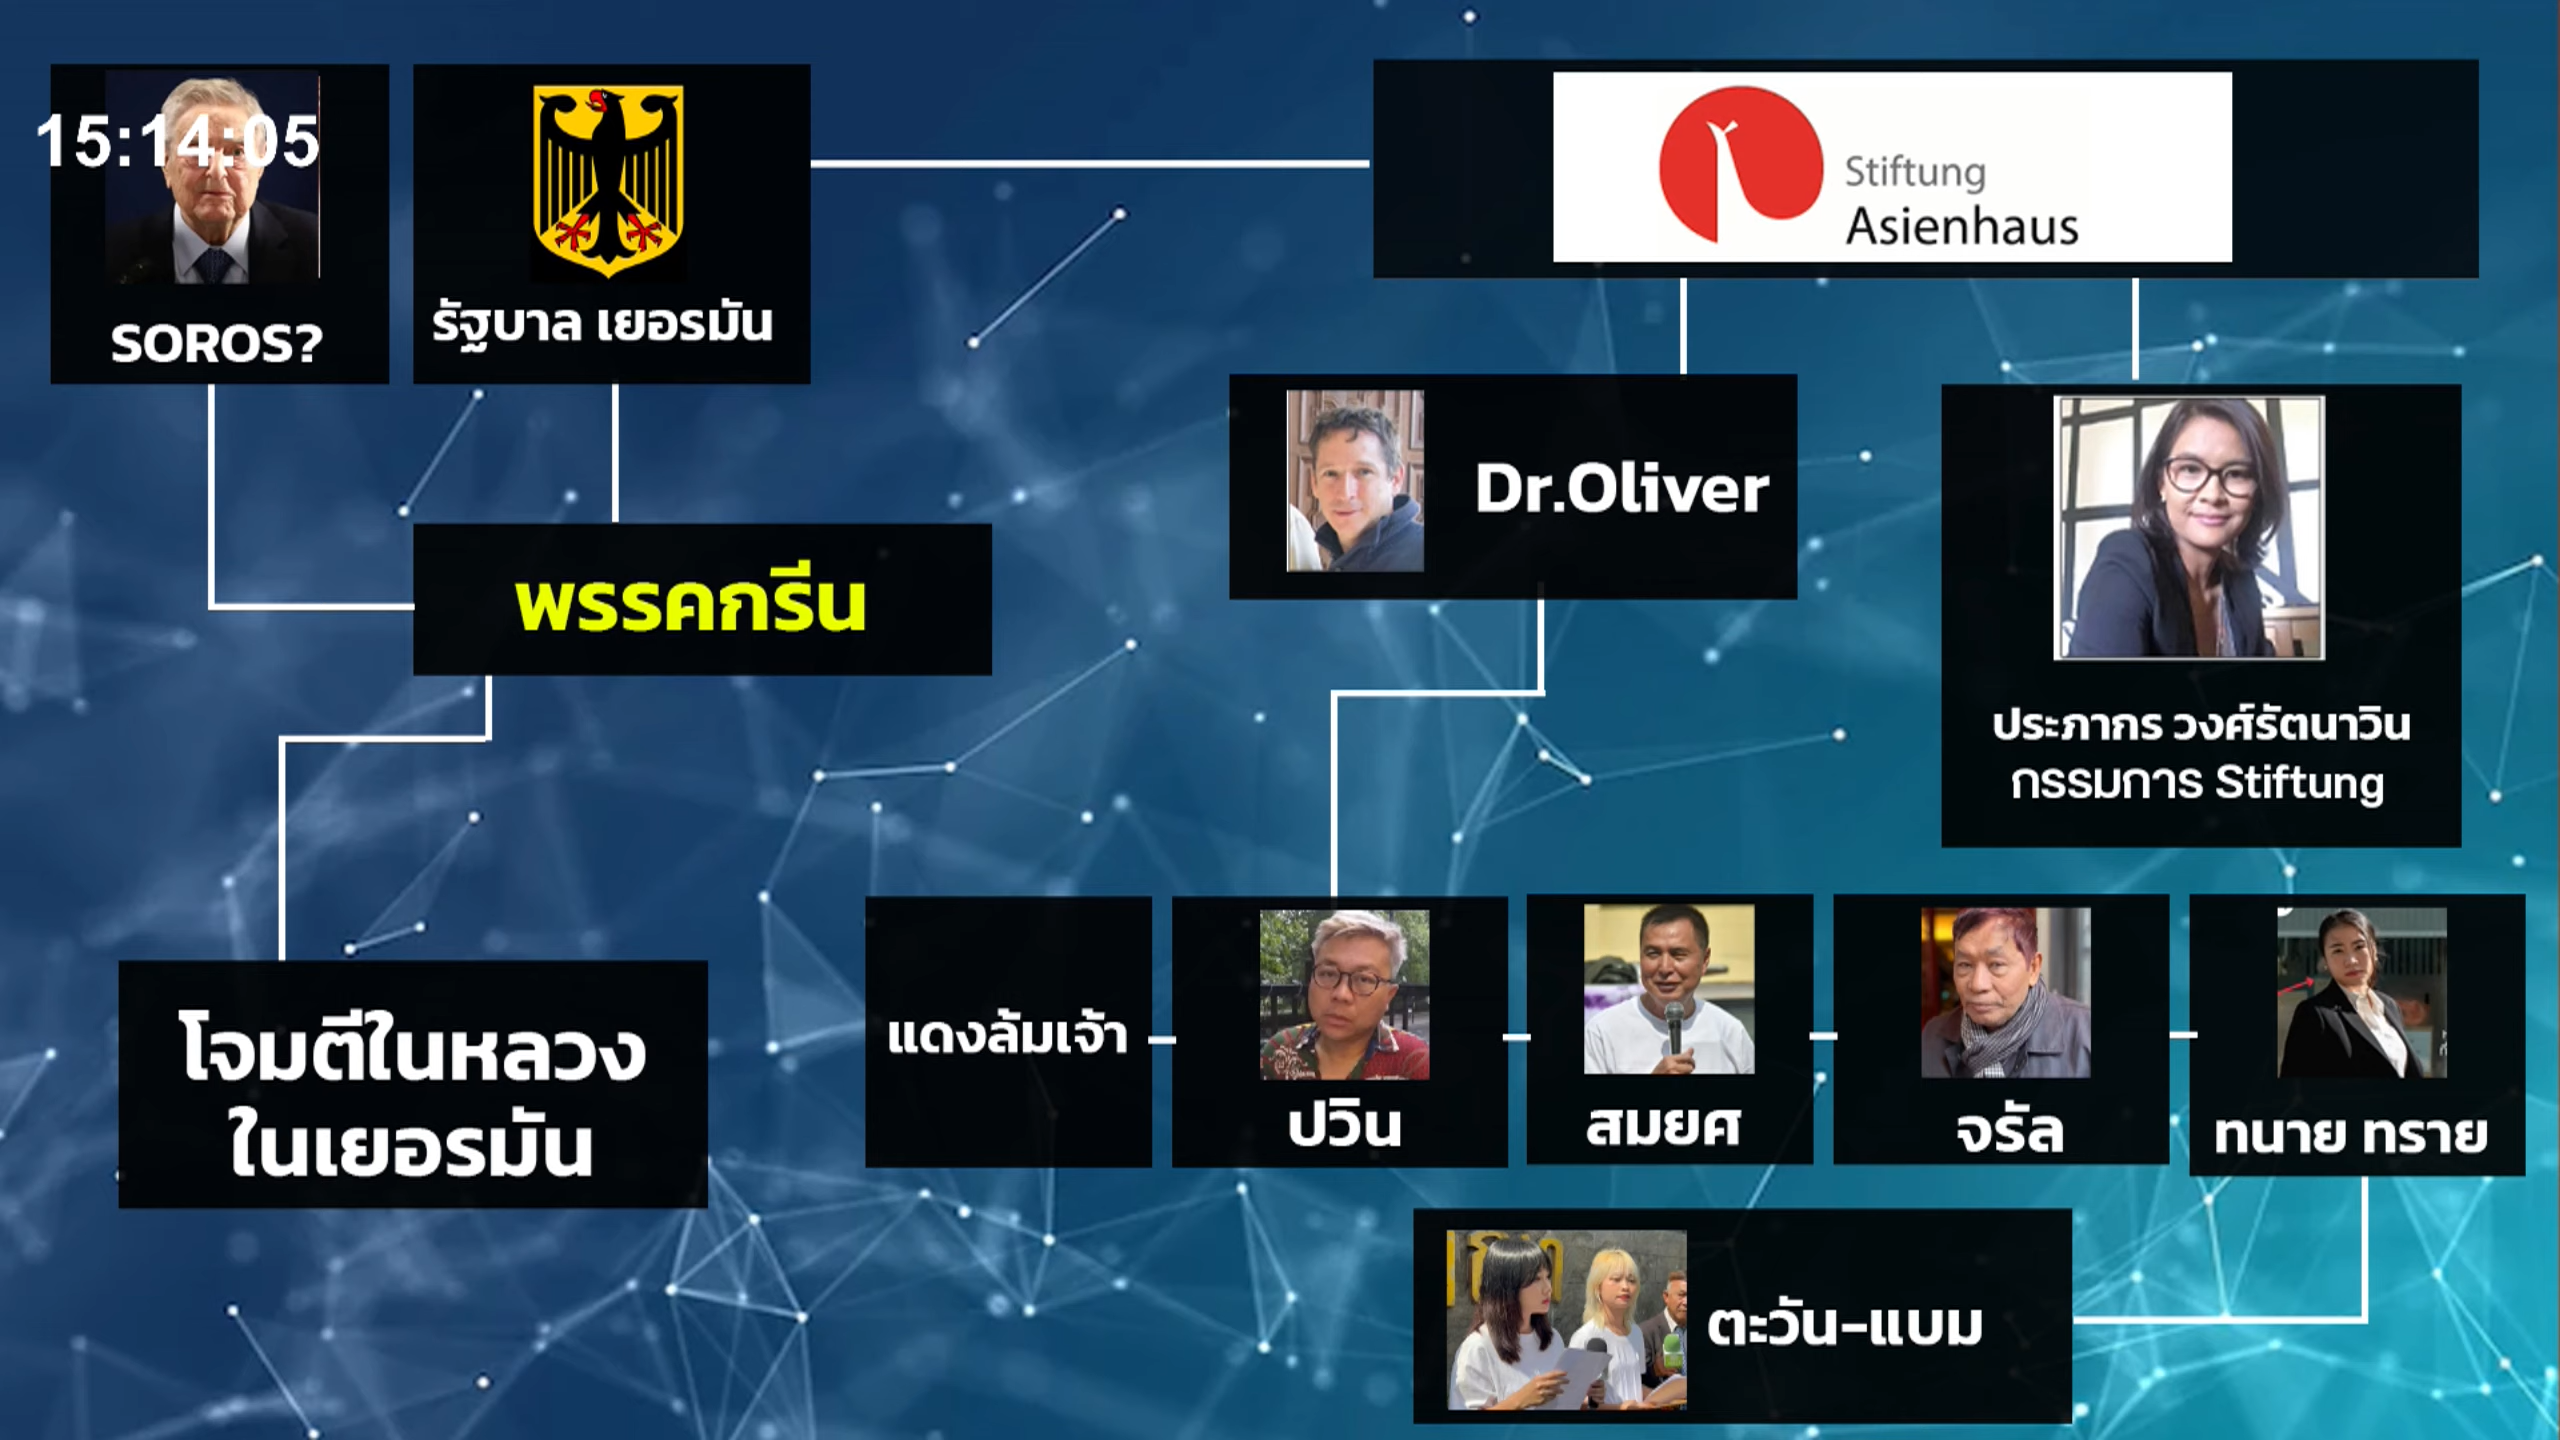 15:14:05
SOROS?
รัฐบาล เยอรมัน
Stiftung
Asienhaus
Dr.Oliver
พรรคกรีน
ประภากร วงศ์รัตนาวิน
กรรมการ Stiftung
โจมตีในหลวง
ในเยอรมัน
แดงล้มเจ้า
ปวิน
สมยศ
จรัล
ทนาย ทราย
ตะวัน-แบม